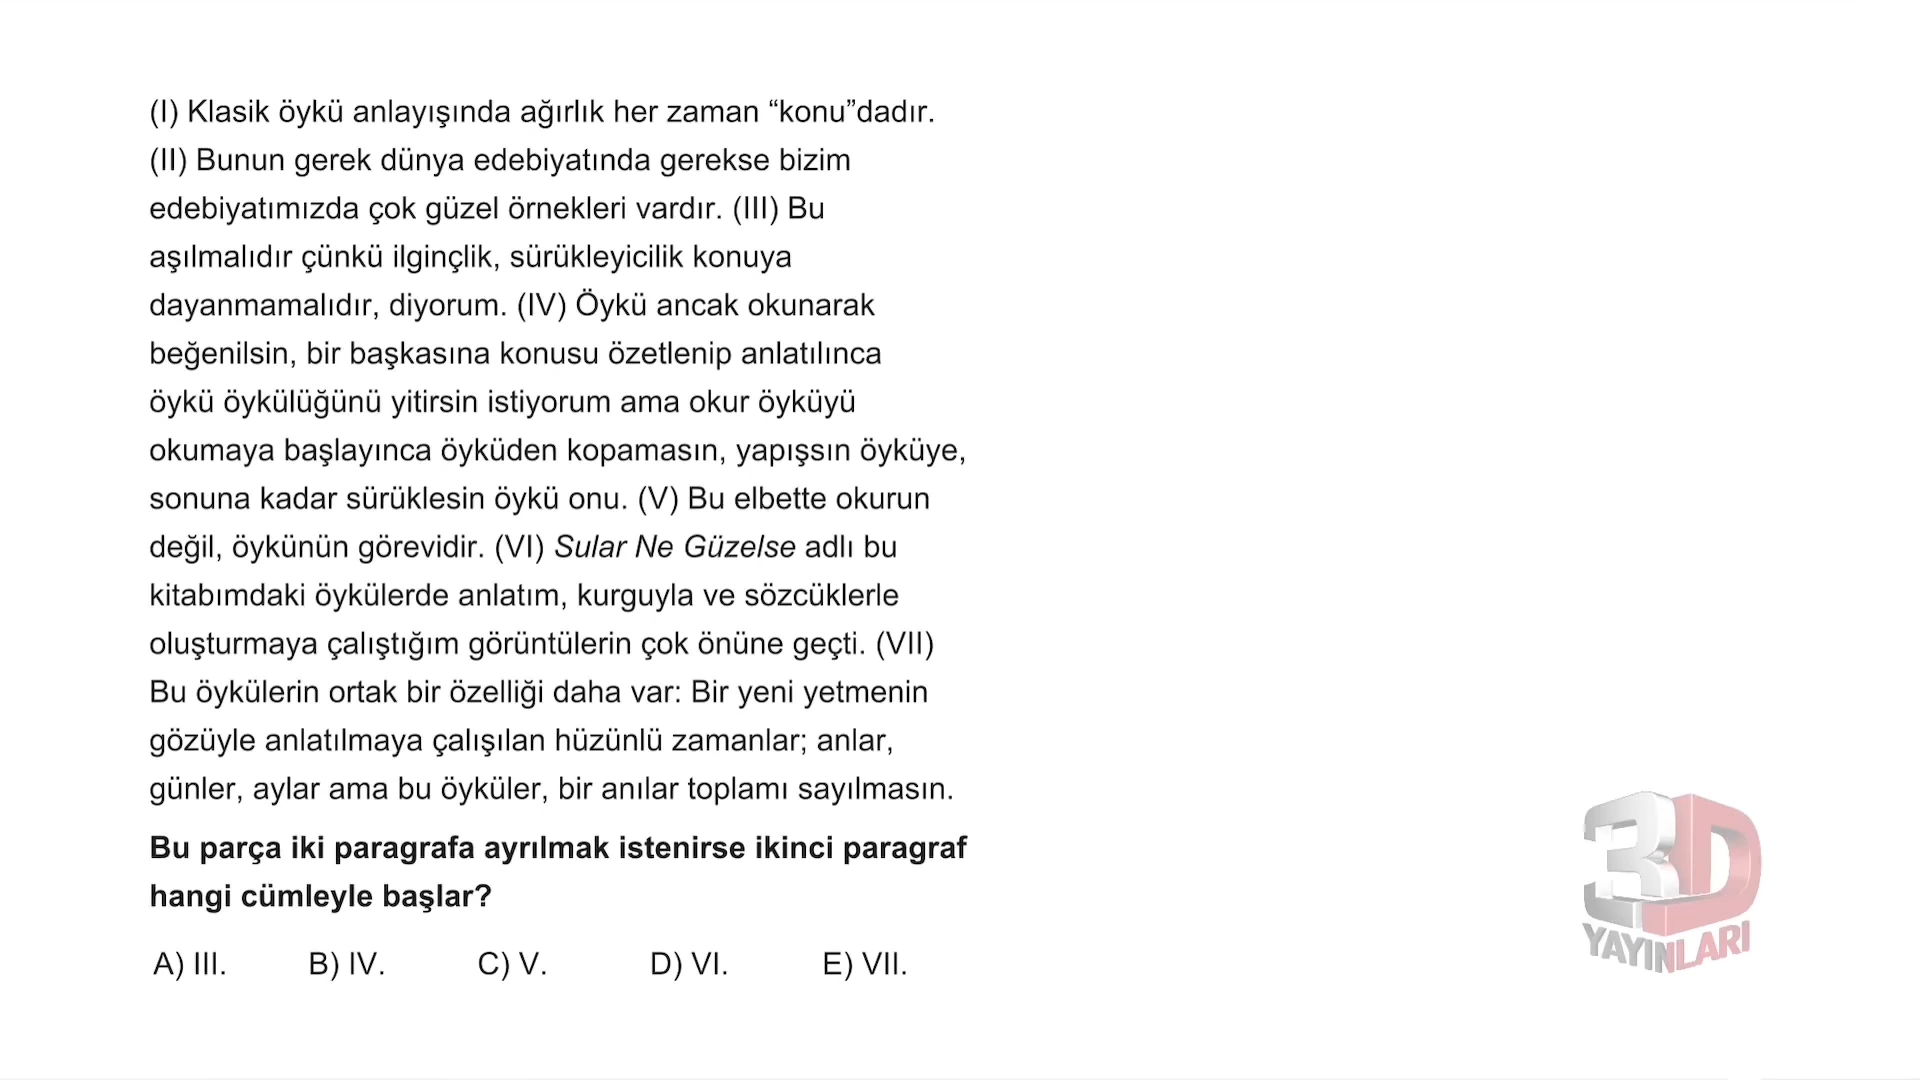 (I) Klasik öykü anlayışında ağırlık her zaman “konu”dadır.
(II) Bunun gerek dünya edebiyatında gerekse bizim
edebiyatımızda çok güzel örnekleri vardır. (III) Bu
aşılmalıdır çünkü ilginçlik, sürükleyicilik konuya
dayanmamalıdır, diyorum. (IV) Öykü ancak okunarak
beğenilsin, bir başkasına konusu özetlenip anlatılınca
öykü öykülüğünü yitirsin istiyorum ama okur öyküyü
okumaya başlayınca öyküden kopamasın, yapışsın öyküye,
sonuna kadar sürüklesin öykü onu. (V) Bu elbette okurun
değil, öykünün görevidir. (VI) Sular Ne Güzelse adlı bu
kitabımdaki öykülerde anlatım, kurguyla ve sözcüklerle
oluşturmaya çalıştığım görüntülerin çok önüne geçti. (VII)
Bu öykülerin ortak bir özelliği daha var: Bir yeni yetmenin
gözüyle anlatılmaya çalışılan hüzünlü zamanlar; anlar,
günler, aylar ama bu öyküler, bir anılar toplamı sayılmasın.
Bu parça iki paragrafa ayrılmak istenirse ikinci paragraf
hangi cümleyle başlar?
A) III. B) IV. C) V. D) VI. E) VII.
3D
YAYINLARI